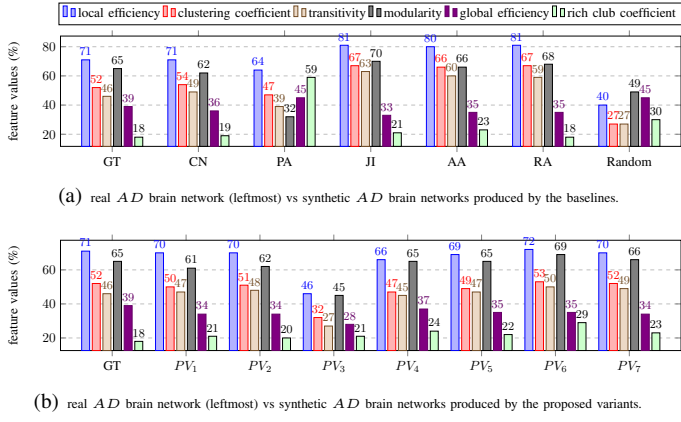 local efficiency clustering coefficient transitivity modularity global efficiency rich club coefficient
feature values (%)
80
60
40
20
71 52 46 65 39 18
71 54 49 62 36 19
64 47 39 32 45 59
81 67 63 70 33 21
80 66 60 66 35 23
81 67 59 68 35 18
40 27 27 49 45 30
GT CN PA JI AA RA Random
(a) real AD brain network (leftmost) vs synthetic AD brain networks produced by the baselines.
feature values (%)
60
40
20
71 52 46 65 39 18
70 50 47 61 34 21
70 51 48 62 34 20
46 32 27 45 28 21
66 47 45 65 37 24
69 49 47 65 35 22
72 53 50 69 35 29
70 52 49 66 34 23
GT PV1 PV2 PV3 PV4 PV5 PV6 PV7
(b) real AD brain networks (leftmost) vs synthetic AD brain networks produced by the proposed variants.